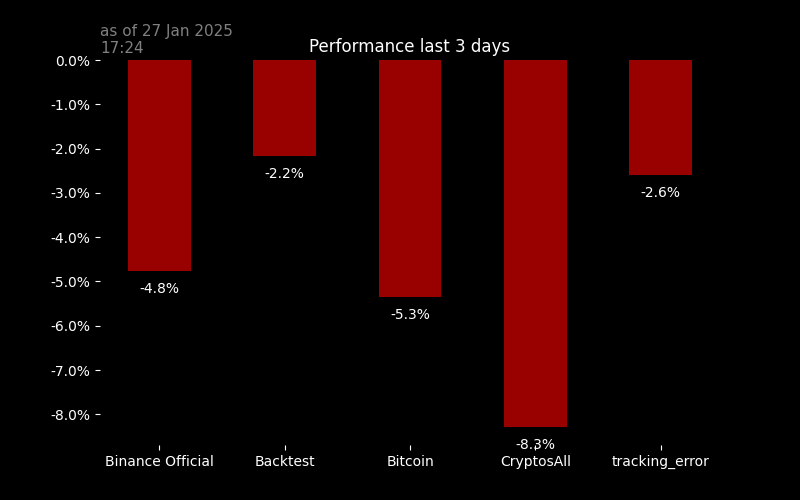 as of 27 Jan 2025
17:24
Performance last 3 days
0.0%
-1.0%
-2.0%
-3.0%
-4.0%
-5.0%
-6.0%
-7.0%
-8.0%
-4.8%
-2.2%
-5.3%
-8.3%
-2.6%
Binance Official
Backtest
Bitcoin
CryptosAll
tracking_error